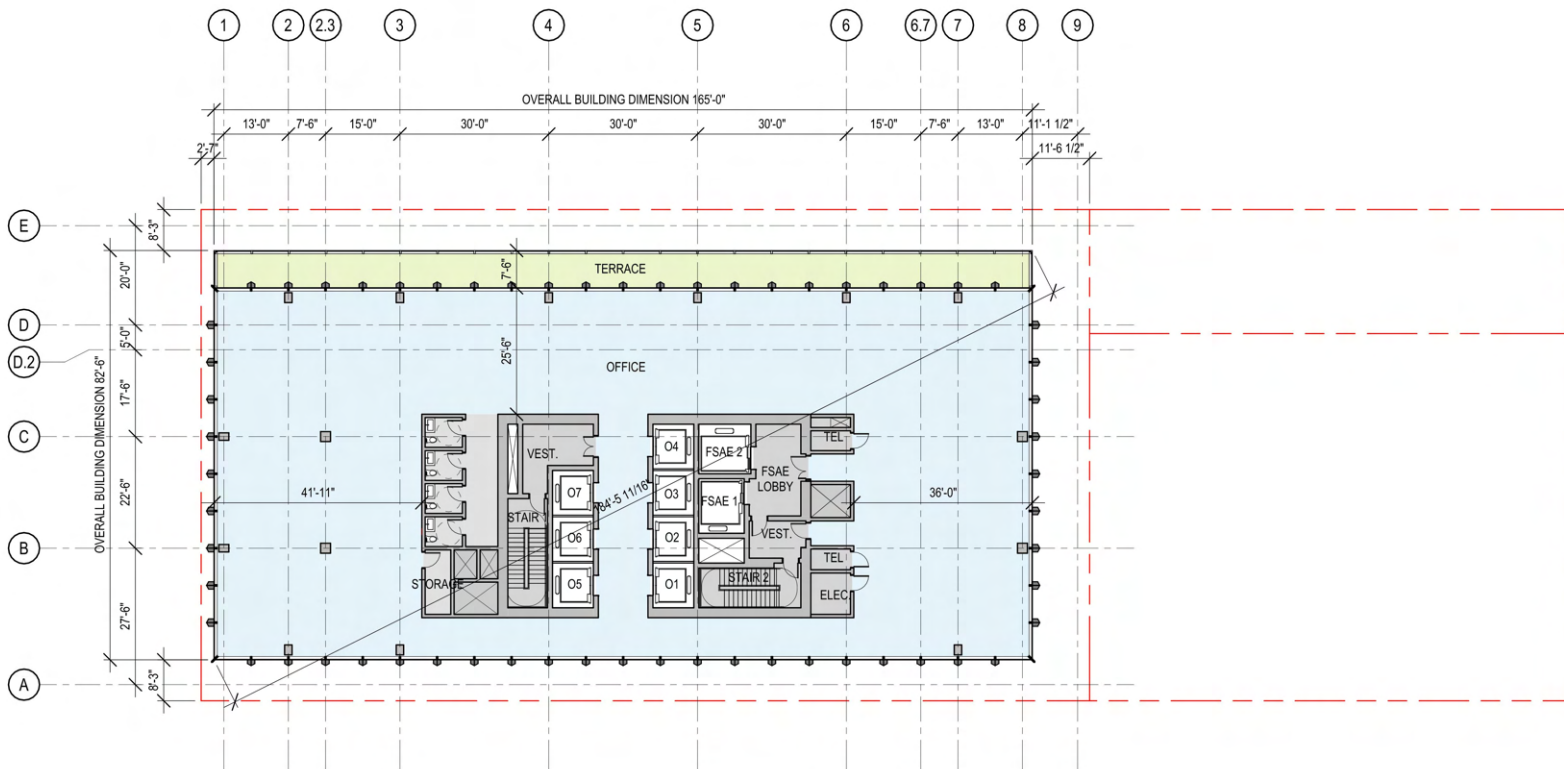 1
2
2.3
3
4
5
6
6.7
7
8
9
OVERALL BUILDING DIMENSION 165'-0"
13'-0"
7'-6"
15'-0"
30'-0"
30'-0"
30'-0"
15'-0"
7'-6"
13'-0"
11'-1 1/2"
2'-7"
11'-6 1/2"
E
8'-3"
20'-0"
7'-6"
TERRACE
D
5'-0"
D.2
25'-6"
OFFICE
OVERALL BUILDING DIMENSION 82'-6"
17'-6"
C
O4
FSAE 2
TEL
VEST.
FSAE
LOBBY
22'-6"
41'-11"
O7
84'-5 11/16"
O3
FSAE 1
36'-0"
STAIR 1
O6
O2
VEST.
B
TEL
STORAGE
O5
O1
STAIR 2
ELEC.
27'-6"
A
8'-3"